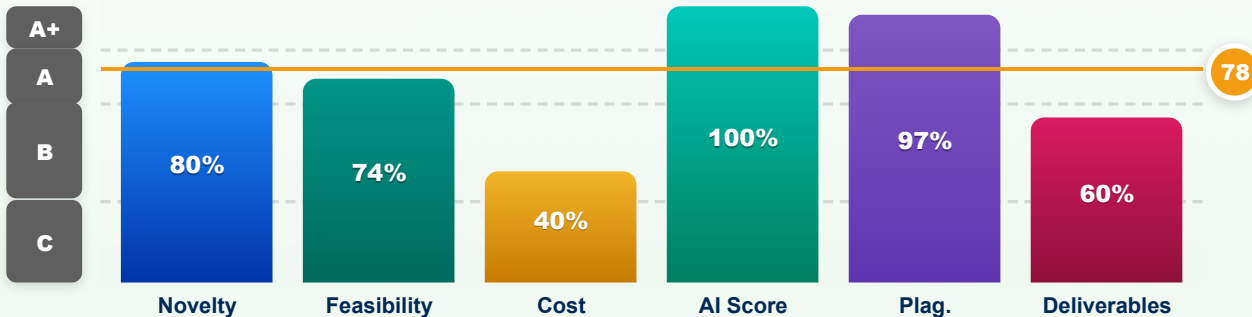 A+
A
B
C
80%
74%
40%
100%
97%
60%
78
Novelty
Feasibility
Cost
AI Score
Plag.
Deliverables